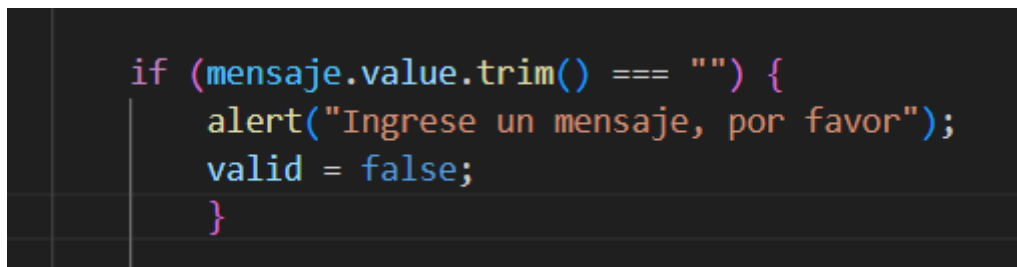 if (mensaje.value.trim() === "") {
alert("Ingrese un mensaje, por favor");
valid = false;
}